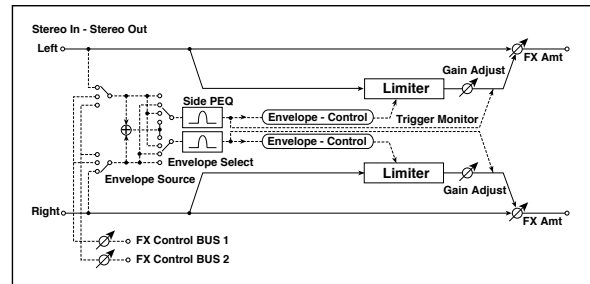 Stereo In - Stereo Out
Left
FX Amt
Gain Adjust
Limiter
Side PEQ
Envelope - Control
Trigger Monitor
Envelope - Control
Envelope Select
Envelope Source
Limiter
Gain Adjust
Right
FX Amt
FX Control BUS 1
FX Control BUS 2